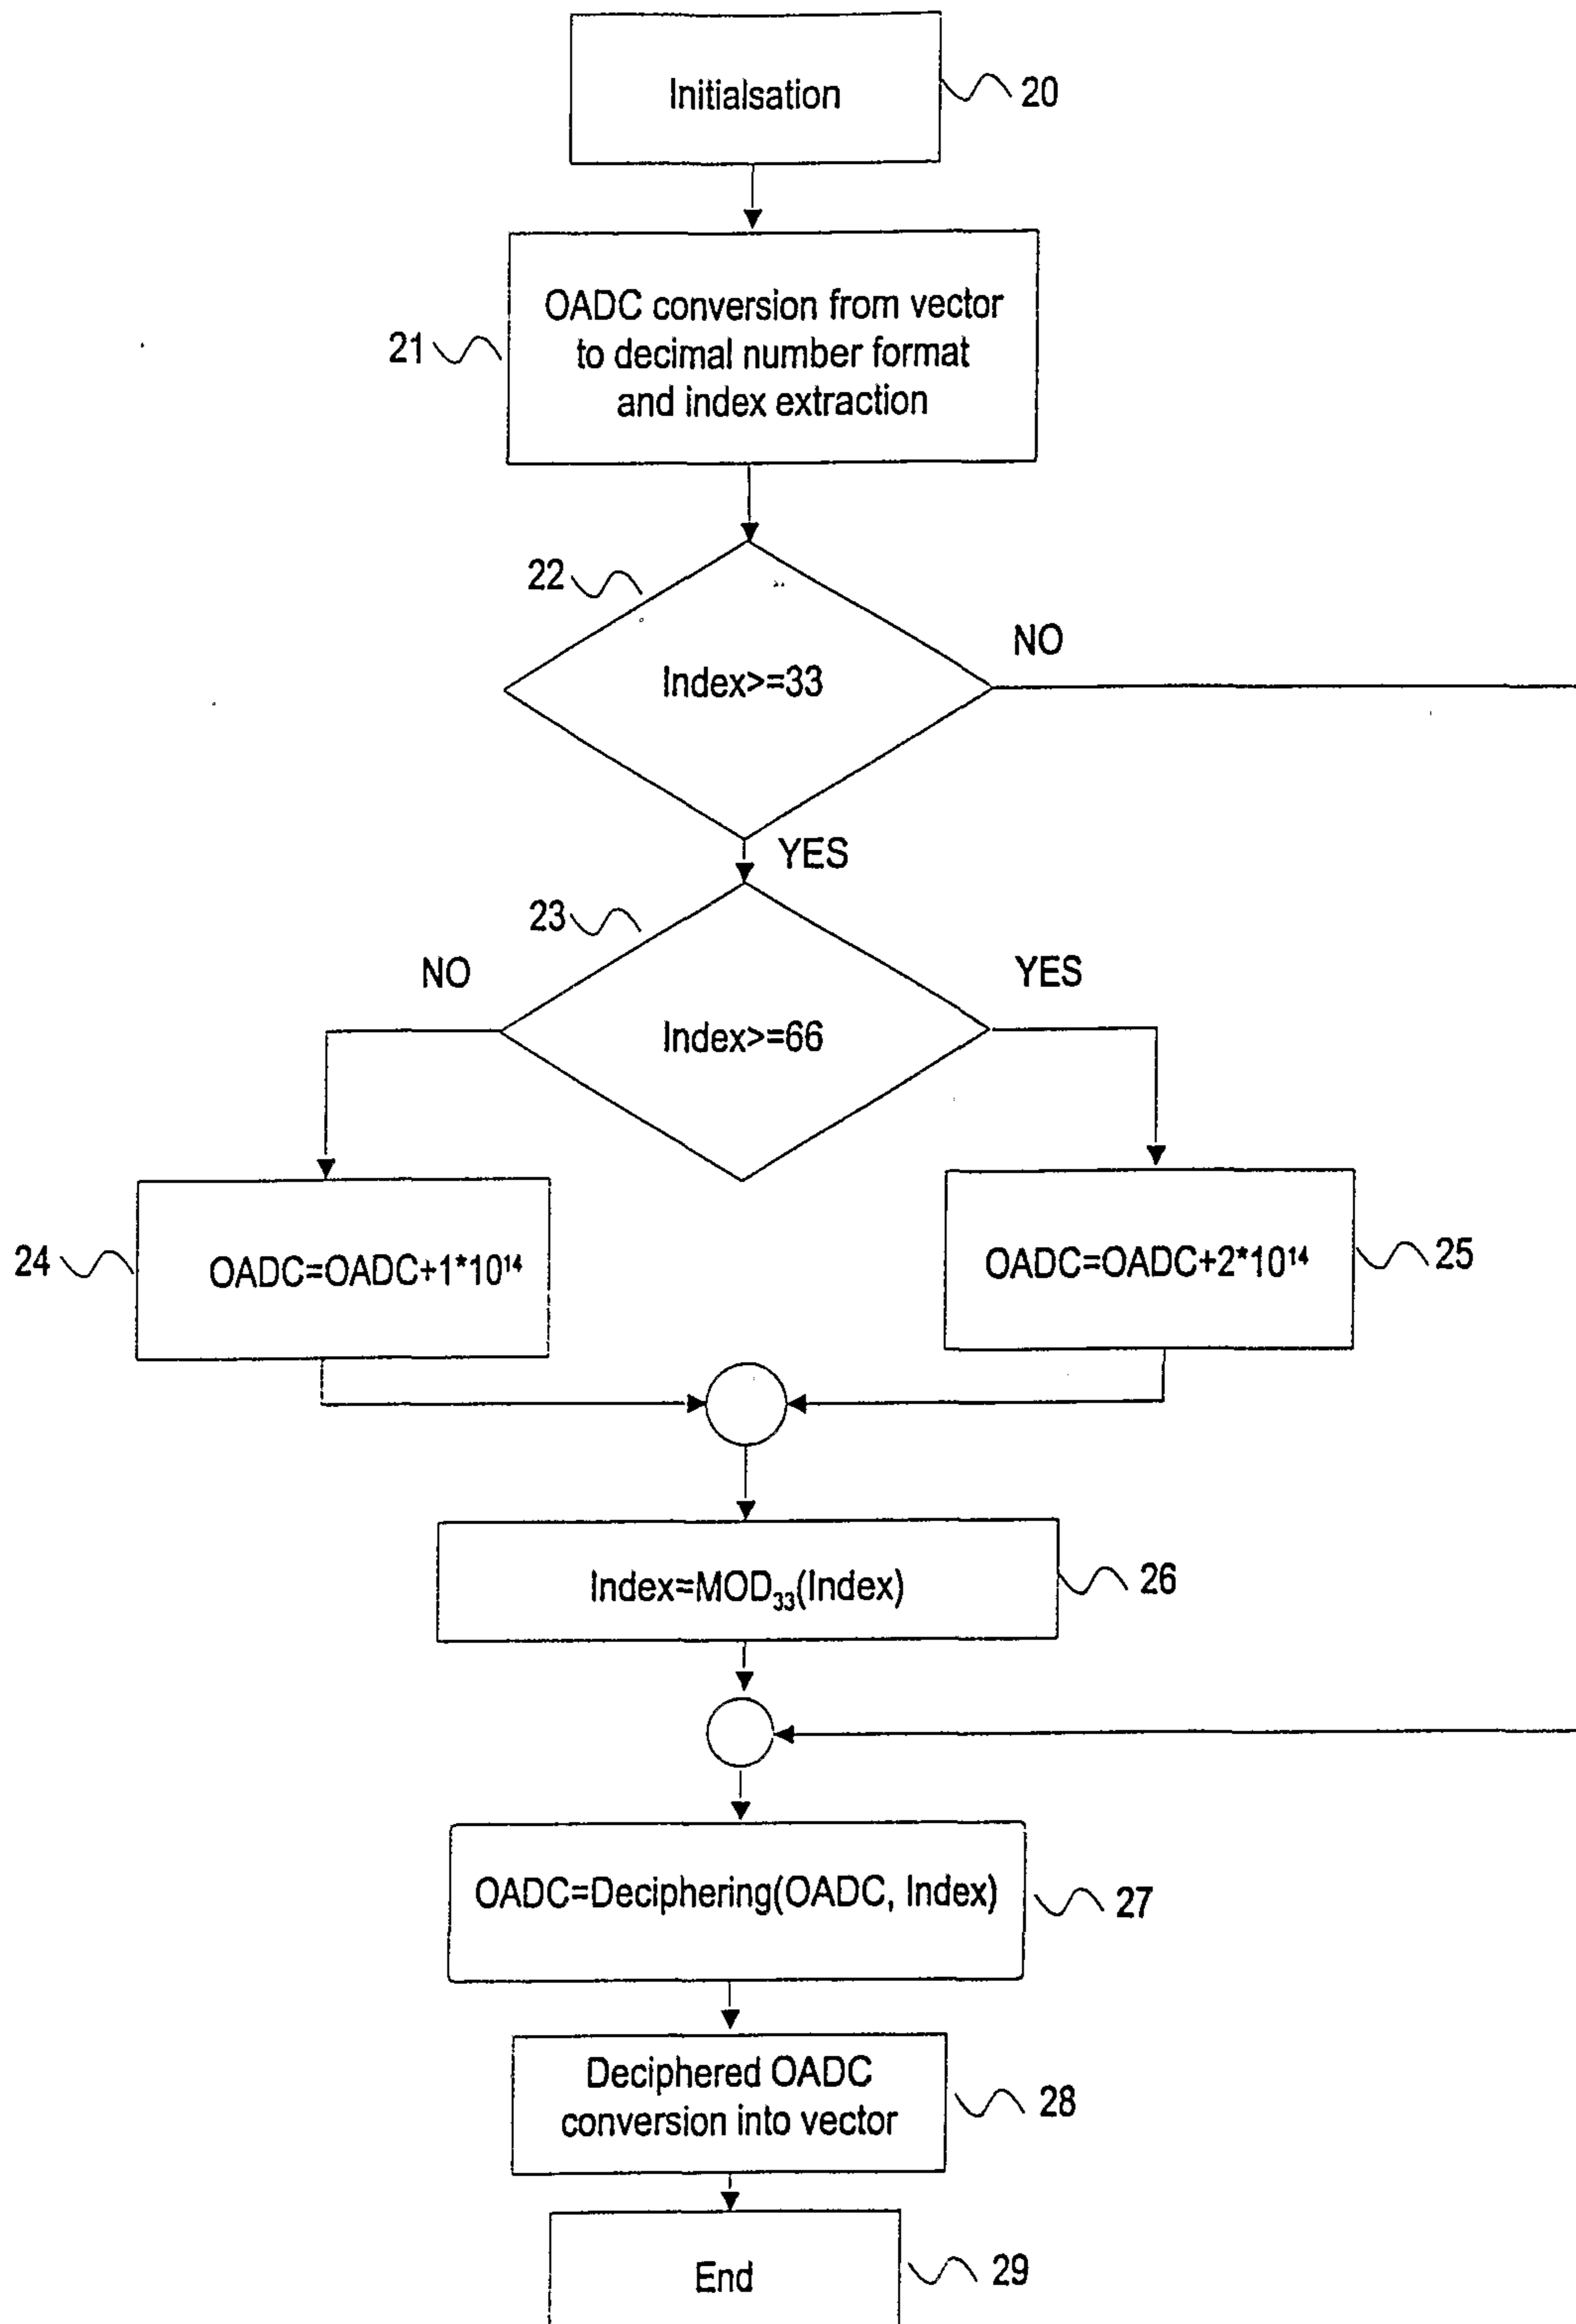 Initialsation
20
21
OADC conversion from vector
to decimal number format
and index extraction
22
NO
Index>=33
YES
23
NO
YES
Index>=66
24
OADC=OADC+1*10¹⁴
OADC=OADC+2*10¹⁴
25
Index=MOD₃₃(Index)
26
OADC=Deciphering(OADC, Index)
27
Deciphered OADC
conversion into vector
28
End
29